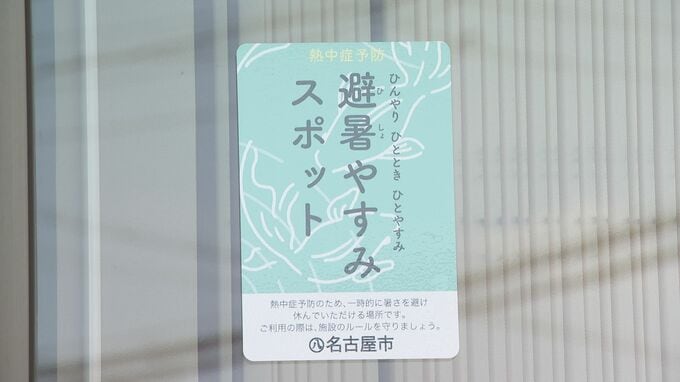 熱中症予防
ひんやり ひととき ひとやすみ
避暑やすみ
ひ しょ
スポット
熱中症予防のため、一時的に暑さを避け
休んでいただける場所です。
ご利用の際は、施設のルールを守りましょう。
名古屋市